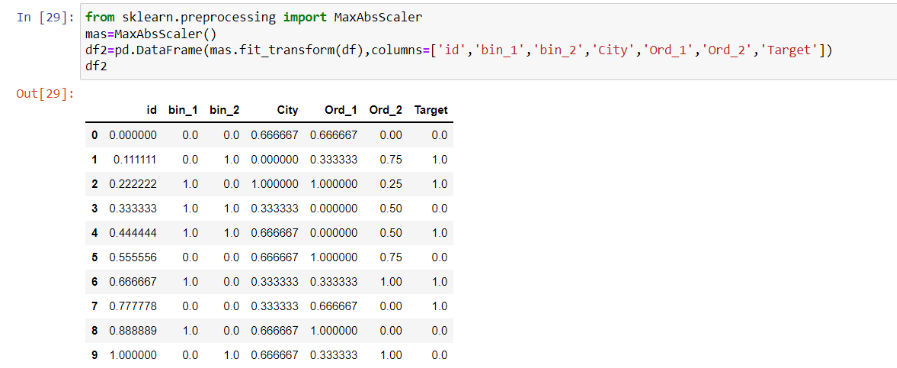 In [29]: from sklearn.preprocessing import MaxAbsScaler
mas=MaxAbsScaler()
df2=pd.DataFrame(mas.fit_transform(df),columns=['id','bin_1','bin_2','City','Ord_1','Ord_2','Target'])
df2
Out[29]:
id bin_1 bin_2 City Ord_1 Ord_2 Target
0 0.000000 0.0 0.0 0.666667 0.666667 0.00 0.0
1 0.111111 0.0 1.0 0.000000 0.333333 0.75 1.0
2 0.222222 1.0 0.0 1.000000 1.000000 0.25 1.0
3 0.333333 1.0 1.0 0.333333 0.000000 0.50 0.0
4 0.444444 1.0 1.0 0.666667 0.000000 0.50 1.0
5 0.555556 0.0 0.0 0.666667 1.000000 0.75 0.0
6 0.666667 1.0 0.0 0.333333 0.333333 1.00 1.0
7 0.777778 0.0 0.0 0.333333 0.666667 0.00 1.0
8 0.888889 1.0 0.0 0.666667 1.000000 0.00 0.0
9 1.000000 0.0 1.0 0.666667 0.333333 1.00 0.0